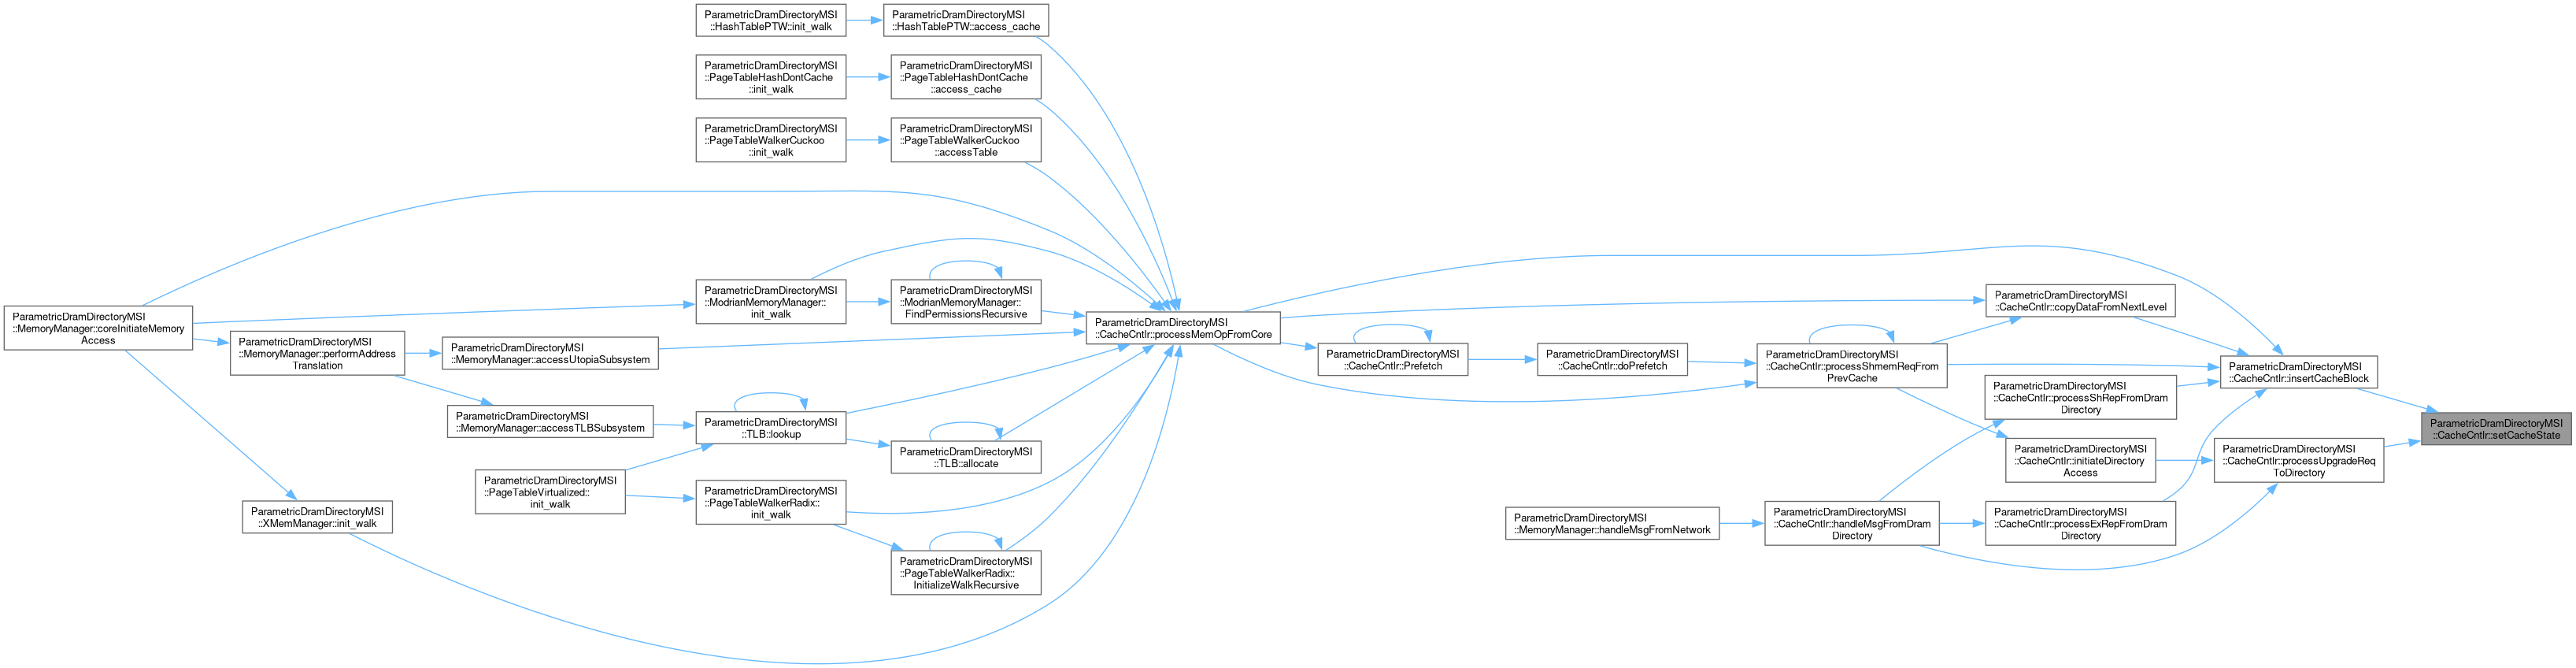 ParametricDramDirectoryMSI
::HashTablePTW::init_walk
ParametricDramDirectoryMSI
::HashTablePTW::access_cache
ParametricDramDirectoryMSI
::PageTableHashDontCache
::init_walk
ParametricDramDirectoryMSI
::PageTableHashDontCache
::access_cache
ParametricDramDirectoryMSI
::PageTableWalkerCuckoo
::init_walk
ParametricDramDirectoryMSI
::PageTableWalkerCuckoo
::accessTable
ParametricDramDirectoryMSI
::MemoryManager::coreInitiateMemory
Access
ParametricDramDirectoryMSI
::MemoryManager::performAddress
Translation
ParametricDramDirectoryMSI
::MemoryManager::accessUtopiaSubsystem
ParametricDramDirectoryMSI
::MemoryManager::accessTLBSubsystem
ParametricDramDirectoryMSI
::XMemManager::init_walk
ParametricDramDirectoryMSI
::PageTableVirtualized::
init_walk
ParametricDramDirectoryMSI
::ModrianMemoryManager::
init_walk
ParametricDramDirectoryMSI
::ModrianMemoryManager::
FindPermissionsRecursive
ParametricDramDirectoryMSI
::TLB::lookup
ParametricDramDirectoryMSI
::TLB::allocate
ParametricDramDirectoryMSI
::PageTableWalkerRadix::
init_walk
ParametricDramDirectoryMSI
::PageTableWalkerRadix::
InitializeWalkRecursive
ParametricDramDirectoryMSI
::CacheCntlr::processMemOpFromCore
ParametricDramDirectoryMSI
::CacheCntlr::Prefetch
ParametricDramDirectoryMSI
::CacheCntlr::doPrefetch
ParametricDramDirectoryMSI
::CacheCntlr::processShmemReqFrom
PrevCache
ParametricDramDirectoryMSI
::MemoryManager::handleMsgFromNetwork
ParametricDramDirectoryMSI
::CacheCntlr::handleMsgFromDram
Directory
ParametricDramDirectoryMSI
::CacheCntlr::copyDataFromNextLevel
ParametricDramDirectoryMSI
::CacheCntlr::processShRepFromDram
Directory
ParametricDramDirectoryMSI
::CacheCntlr::initiateDirectory
Access
ParametricDramDirectoryMSI
::CacheCntlr::processExRepFromDram
Directory
ParametricDramDirectoryMSI
::CacheCntlr::insertCacheBlock
ParametricDramDirectoryMSI
::CacheCntlr::processUpgradeReq
ToDirectory
ParametricDramDirectoryMSI
::CacheCntlr::setCacheState